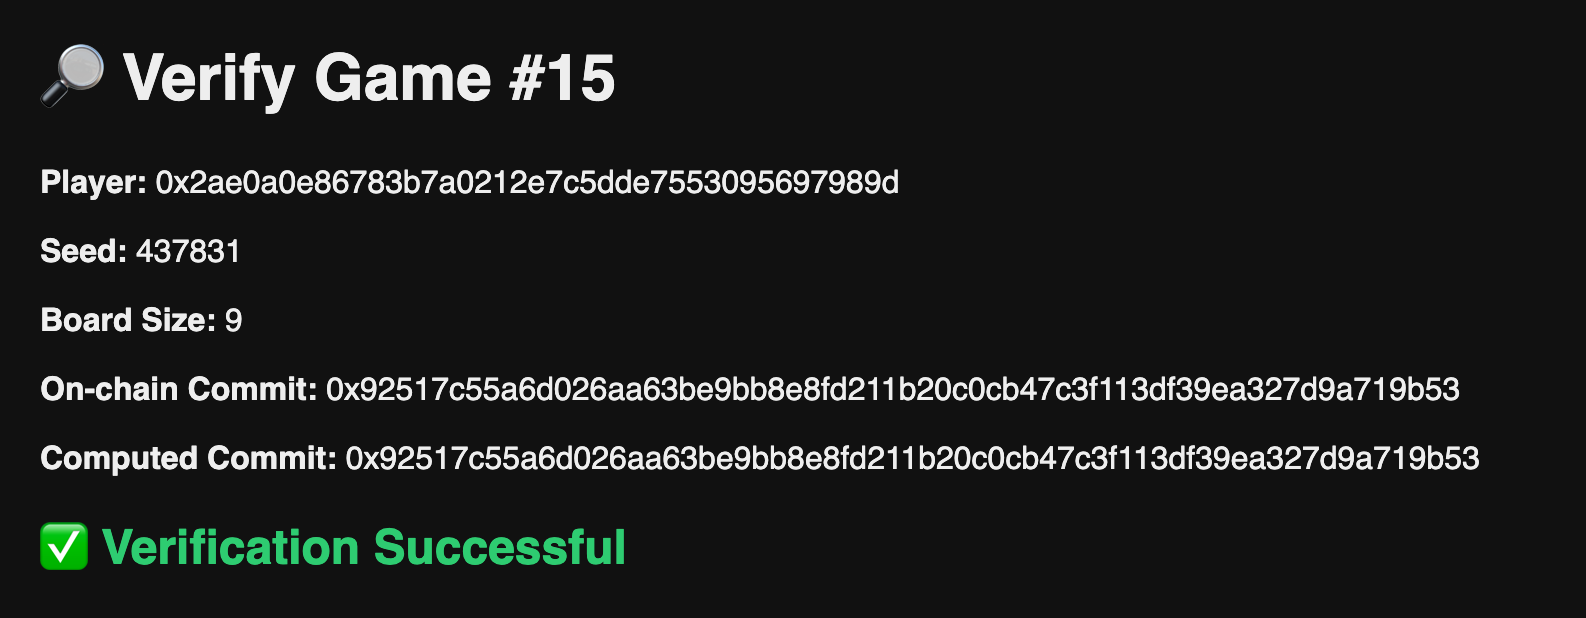 🔎 Verify Game #15
Player: 0x2ae0a0e86783b7a0212e7c5dde7553095697989d
Seed: 437831
Board Size: 9
On-chain Commit: 0x92517c55a6d026aa63be9bb8e8fd211b20c0cb47c3f113df39ea327d9a719b53
Computed Commit: 0x92517c55a6d026aa63be9bb8e8fd211b20c0cb47c3f113df39ea327d9a719b53
✅ Verification Successful